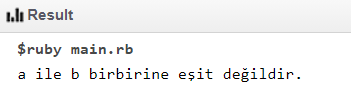 Result
$ruby main.rb
a ile b birbirine eşit değildir.